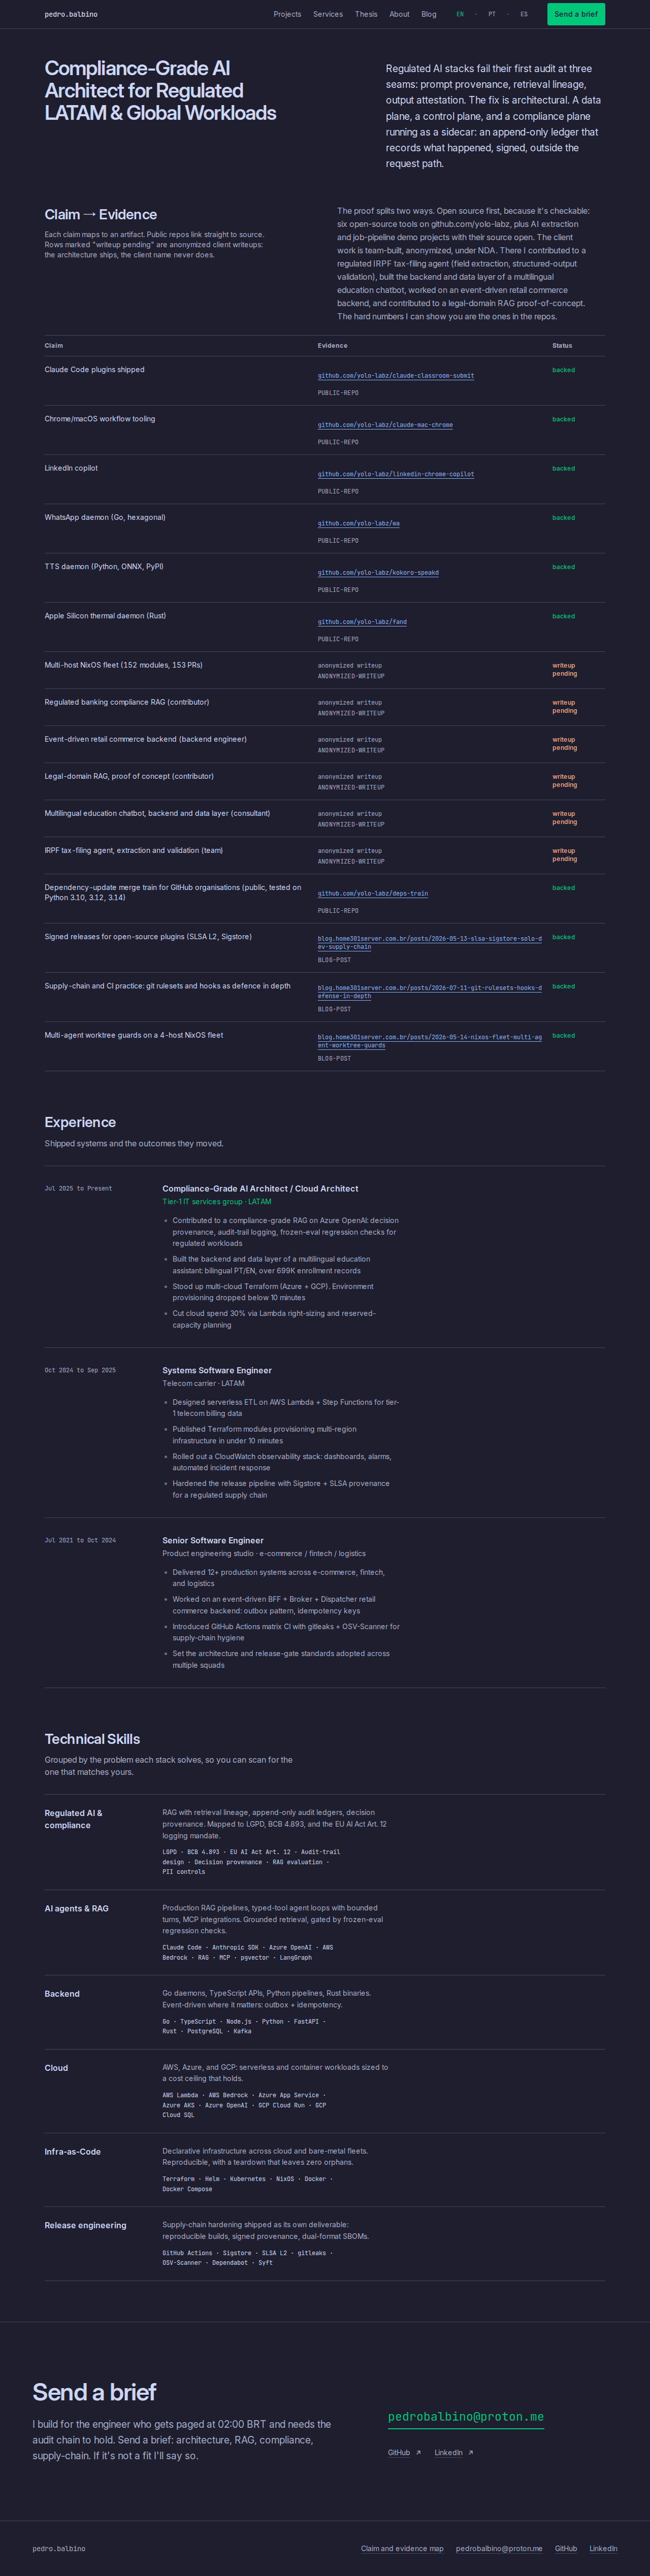 pedro.balbino
Projects Services Thesis About Blog EN · PT · ES Send a brief
Compliance-Grade AI
Architect for Regulated
LATAM & Global Workloads
Regulated AI stacks fail their first audit at three
seams: prompt provenance, retrieval lineage,
output attestation. The fix is architectural. A data
plane, a control plane, and a compliance plane
running as a sidecar: an append-only ledger that
records what happened, signed, outside the
request path.
Claim → Evidence
Each claim maps to an artifact. Public repos link straight to source.
Rows marked "writeup pending" are anonymized client writeups:
the architecture ships, the client name never does.
The proof splits two ways. Open source first, because it's checkable:
six open-source tools on github.com/yolo-labz, plus AI extraction
and job-pipeline demo projects with their source open. The client
work is team-built, anonymized, under NDA. There I contributed to a
regulated IRPF tax-filing agent (field extraction, structured-output
validation), built the backend and data layer of a multilingual
education chatbot, worked on an event-driven retail commerce
backend, and contributed to a legal-domain RAG proof-of-concept.
The hard numbers I can show you are the ones in the repos.
Claim Evidence Status
Claude Code plugins shipped
github.com/yolo-labz/claude-classroom-submit
PUBLIC-REPO
backed
Chrome/macOS workflow tooling
github.com/yolo-labz/claude-mac-chrome
PUBLIC-REPO
backed
LinkedIn copilot
github.com/yolo-labz/linkedin-chrome-copilot
PUBLIC-REPO
backed
WhatsApp daemon (Go, hexagonal)
github.com/yolo-labz/wa
PUBLIC-REPO
backed
TTS daemon (Python, ONNX, PyPI)
github.com/yolo-labz/kokoro-speakd
PUBLIC-REPO
backed
Apple Silicon thermal daemon (Rust)
github.com/yolo-labz/fand
PUBLIC-REPO
backed
Multi-host NixOS fleet (152 modules, 153 PRs)
anonymized writeup
ANONYMIZED-WRITEUP
writeup
pending
Regulated banking compliance RAG (contributor)
anonymized writeup
ANONYMIZED-WRITEUP
writeup
pending
Event-driven retail commerce backend (backend engineer)
anonymized writeup
ANONYMIZED-WRITEUP
writeup
pending
Legal-domain RAG, proof of concept (contributor)
anonymized writeup
ANONYMIZED-WRITEUP
writeup
pending
Multilingual education chatbot, backend and data layer (consultant)
anonymized writeup
ANONYMIZED-WRITEUP
writeup
pending
IRPF tax-filing agent, extraction and validation (team)
anonymized writeup
ANONYMIZED-WRITEUP
writeup
pending
Dependency-update merge train for GitHub organisations (public, tested on
Python 3.10, 3.12, 3.14)
github.com/yolo-labz/deps-train
PUBLIC-REPO
backed
Signed releases for open-source plugins (SLSA L2, Sigstore)
blog.home301server.com.br/posts/2026-05-13-slsa-sigstore-solo-d
ev-supply-chain
BLOG-POST
backed
Supply-chain and CI practice: git rulesets and hooks as defence in depth
blog.home301server.com.br/posts/2026-07-11-git-rulesets-hooks-d
efense-in-depth
BLOG-POST
backed
Multi-agent worktree guards on a 4-host NixOS fleet
blog.home301server.com.br/posts/2026-05-14-nixos-fleet-multi-ag
ent-worktree-guards
BLOG-POST
backed
Experience
Shipped systems and the outcomes they moved.
Jul 2025 to Present
Compliance-Grade AI Architect / Cloud Architect
Tier-1 IT services group · LATAM
Contributed to a compliance-grade RAG on Azure OpenAI: decision
provenance, audit-trail logging, frozen-eval regression checks for
regulated workloads
Built the backend and data layer of a multilingual education
assistant: bilingual PT/EN, over 699K enrollment records
Stood up multi-cloud Terraform (Azure + GCP). Environment
provisioning dropped below 10 minutes
Cut cloud spend 30% via Lambda right-sizing and reserved-
capacity planning
Oct 2024 to Sep 2025
Systems Software Engineer
Telecom carrier · LATAM
Designed serverless ETL on AWS Lambda + Step Functions for tier-
1 telecom billing data
Published Terraform modules provisioning multi-region
infrastructure in under 10 minutes
Rolled out a CloudWatch observability stack: dashboards, alarms,
automated incident response
Hardened the release pipeline with Sigstore + SLSA provenance
for a regulated supply chain
Jul 2021 to Oct 2024
Senior Software Engineer
Product engineering studio · e-commerce / fintech / logistics
Delivered 12+ production systems across e-commerce, fintech,
and logistics
Worked on an event-driven BFF + Broker + Dispatcher retail
commerce backend: outbox pattern, idempotency keys
Introduced GitHub Actions matrix CI with gitleaks + OSV-Scanner for
supply-chain hygiene
Set the architecture and release-gate standards adopted across
multiple squads
Technical Skills
Grouped by the problem each stack solves, so you can scan for the
one that matches yours.
Regulated AI &
compliance
RAG with retrieval lineage, append-only audit ledgers, decision
provenance. Mapped to LGPD, BCB 4.893, and the EU AI Act Art. 12
logging mandate.
LGPD · BCB 4.893 · EU AI Act Art. 12 · Audit-trail
design · Decision provenance · RAG evaluation ·
PII controls
AI agents & RAG
Production RAG pipelines, typed-tool agent loops with bounded
turns, MCP integrations. Grounded retrieval, gated by frozen-eval
regression checks.
Claude Code · Anthropic SDK · Azure OpenAI · AWS
Bedrock · RAG · MCP · pgvector · LangGraph
Backend
Go daemons, TypeScript APIs, Python pipelines, Rust binaries.
Event-driven where it matters: outbox + idempotency.
Go · TypeScript · Node.js · Python · FastAPI ·
Rust · PostgreSQL · Kafka
Cloud
AWS, Azure, and GCP: serverless and container workloads sized to
a cost ceiling that holds.
AWS Lambda · AWS Bedrock · Azure App Service ·
Azure AKS · Azure OpenAI · GCP Cloud Run · GCP
Cloud SQL
Infra-as-Code
Declarative infrastructure across cloud and bare-metal fleets.
Reproducible, with a teardown that leaves zero orphans.
Terraform · Helm · Kubernetes · NixOS · Docker ·
Docker Compose
Release engineering
Supply-chain hardening shipped as its own deliverable:
reproducible builds, signed provenance, dual-format SBOMs.
GitHub Actions · Sigstore · SLSA L2 · gitleaks ·
OSV-Scanner · Dependabot · Syft
Send a brief
I build for the engineer who gets paged at 02:00 BRT and needs the
audit chain to hold. Send a brief: architecture, RAG, compliance,
supply-chain. If it's not a fit I'll say so.
pedrobalbino@proton.me
GitHub ↗ LinkedIn ↗
pedro.balbino
Claim and evidence map pedrobalbino@proton.me GitHub LinkedIn